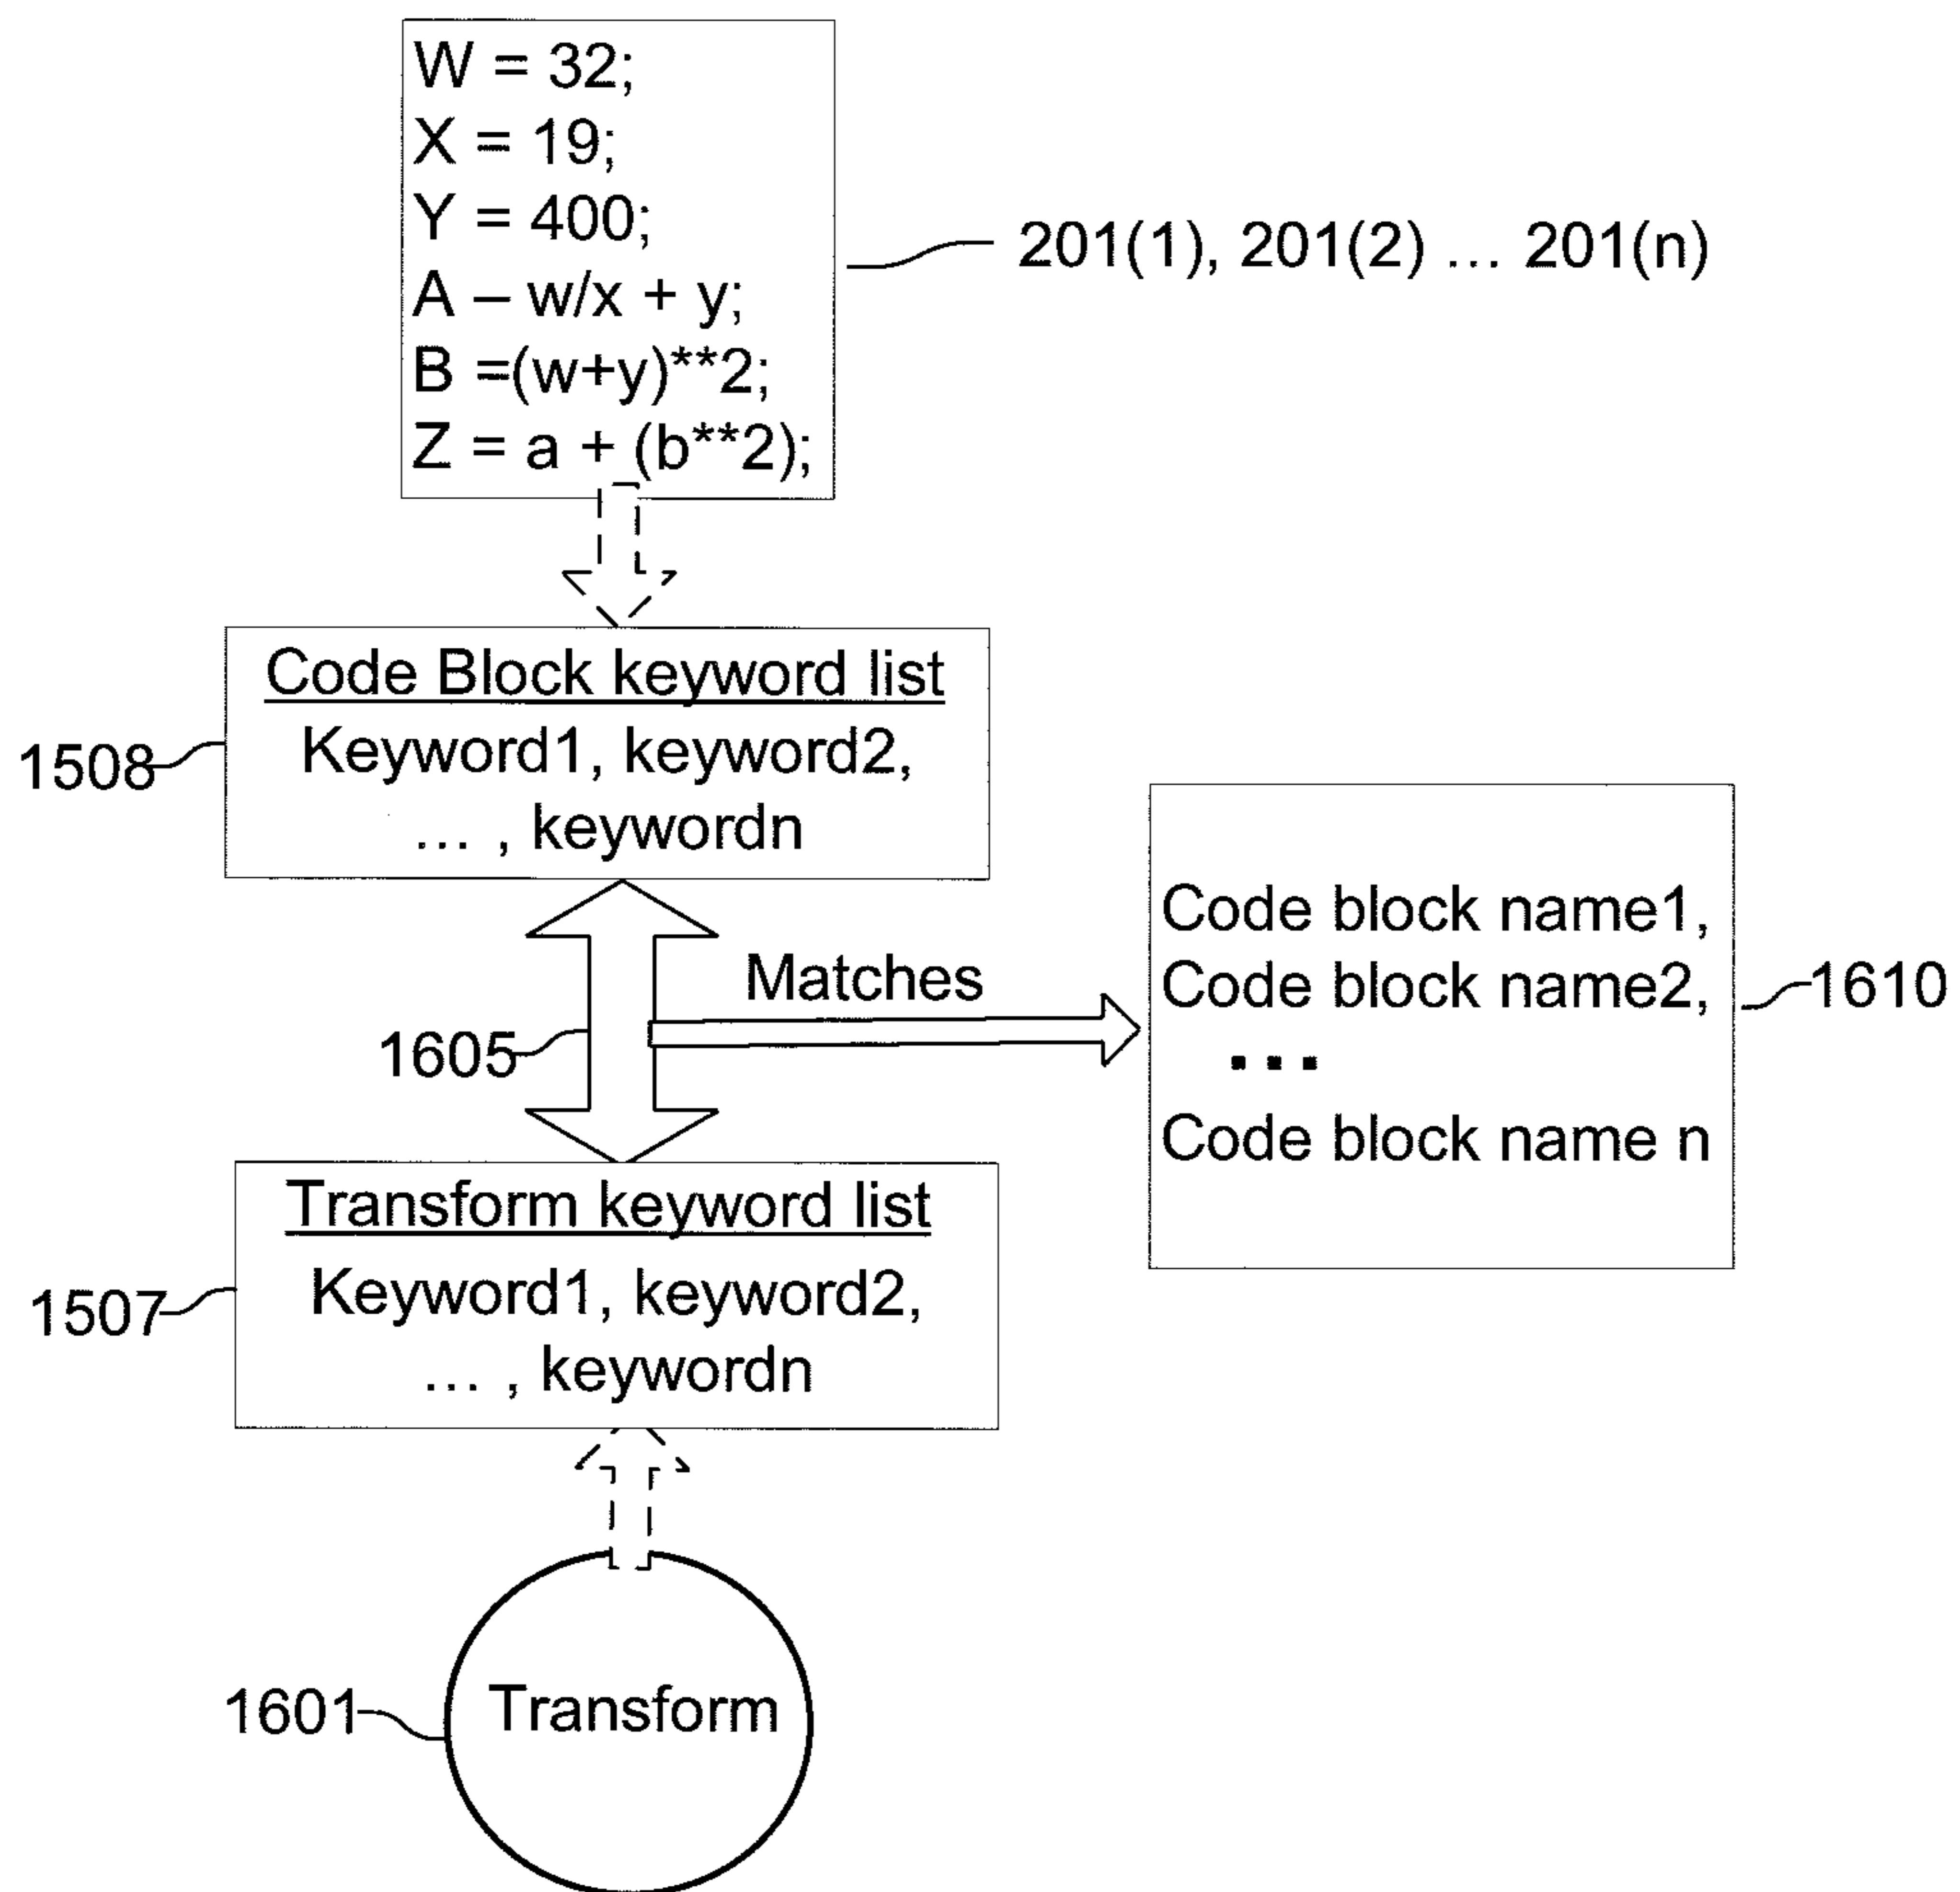 W = 32;
X = 19;
Y = 400;
A – w/x + y;
B =(w+y)**2;
Z = a + (b**2);
201(1), 201(2) ... 201(n)
Code Block keyword list
Keyword1, keyword2,
... , keywordn
1508
Matches
1605
Code block name1,
Code block name2,
...
Code block name n
1610
Transform keyword list
Keyword1, keyword2,
... , keywordn
1507
Transform
1601